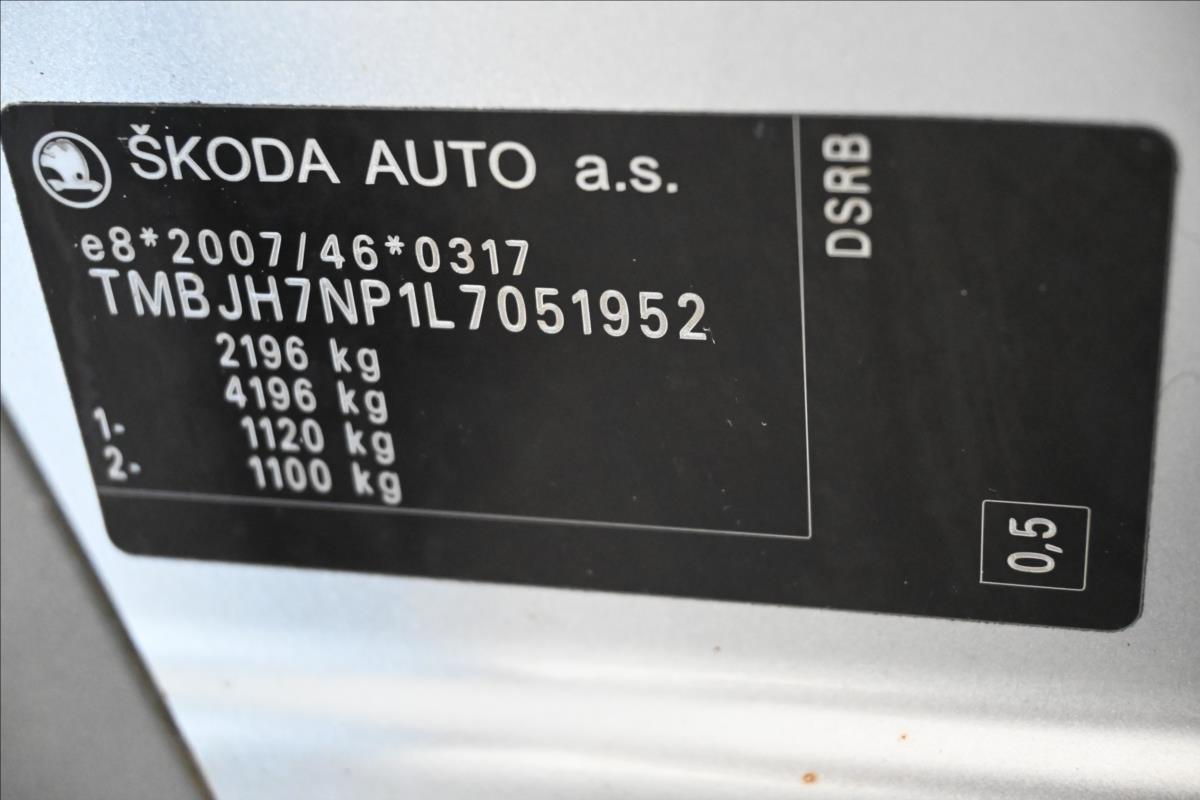 ŠKODA AUTO a.s.
e8*2007/46*0317
TMBJH7NP1L7051952
2196 kg
4196 kg
1- 1120 kg
2- 1100 kg
DSRB
0,5